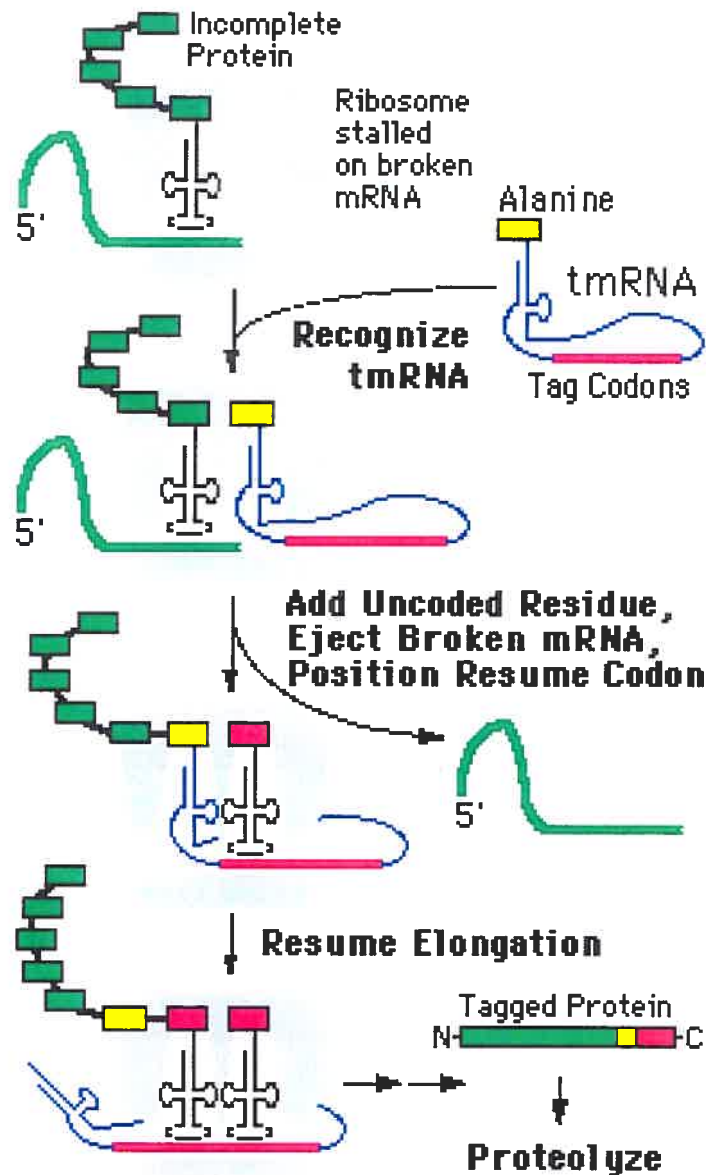 Incomplete
Protein
Ribosome
stalled
on broken
mRNA
5'
Alanine
tmRNA
Tag Codons
Recognize
tmRNA
5'
Add Uncoded Residue,
Eject Broken mRNA,
Position Resume Codon
5'
Resume Elongation
Tagged Protein
N- -C
Proteolyze